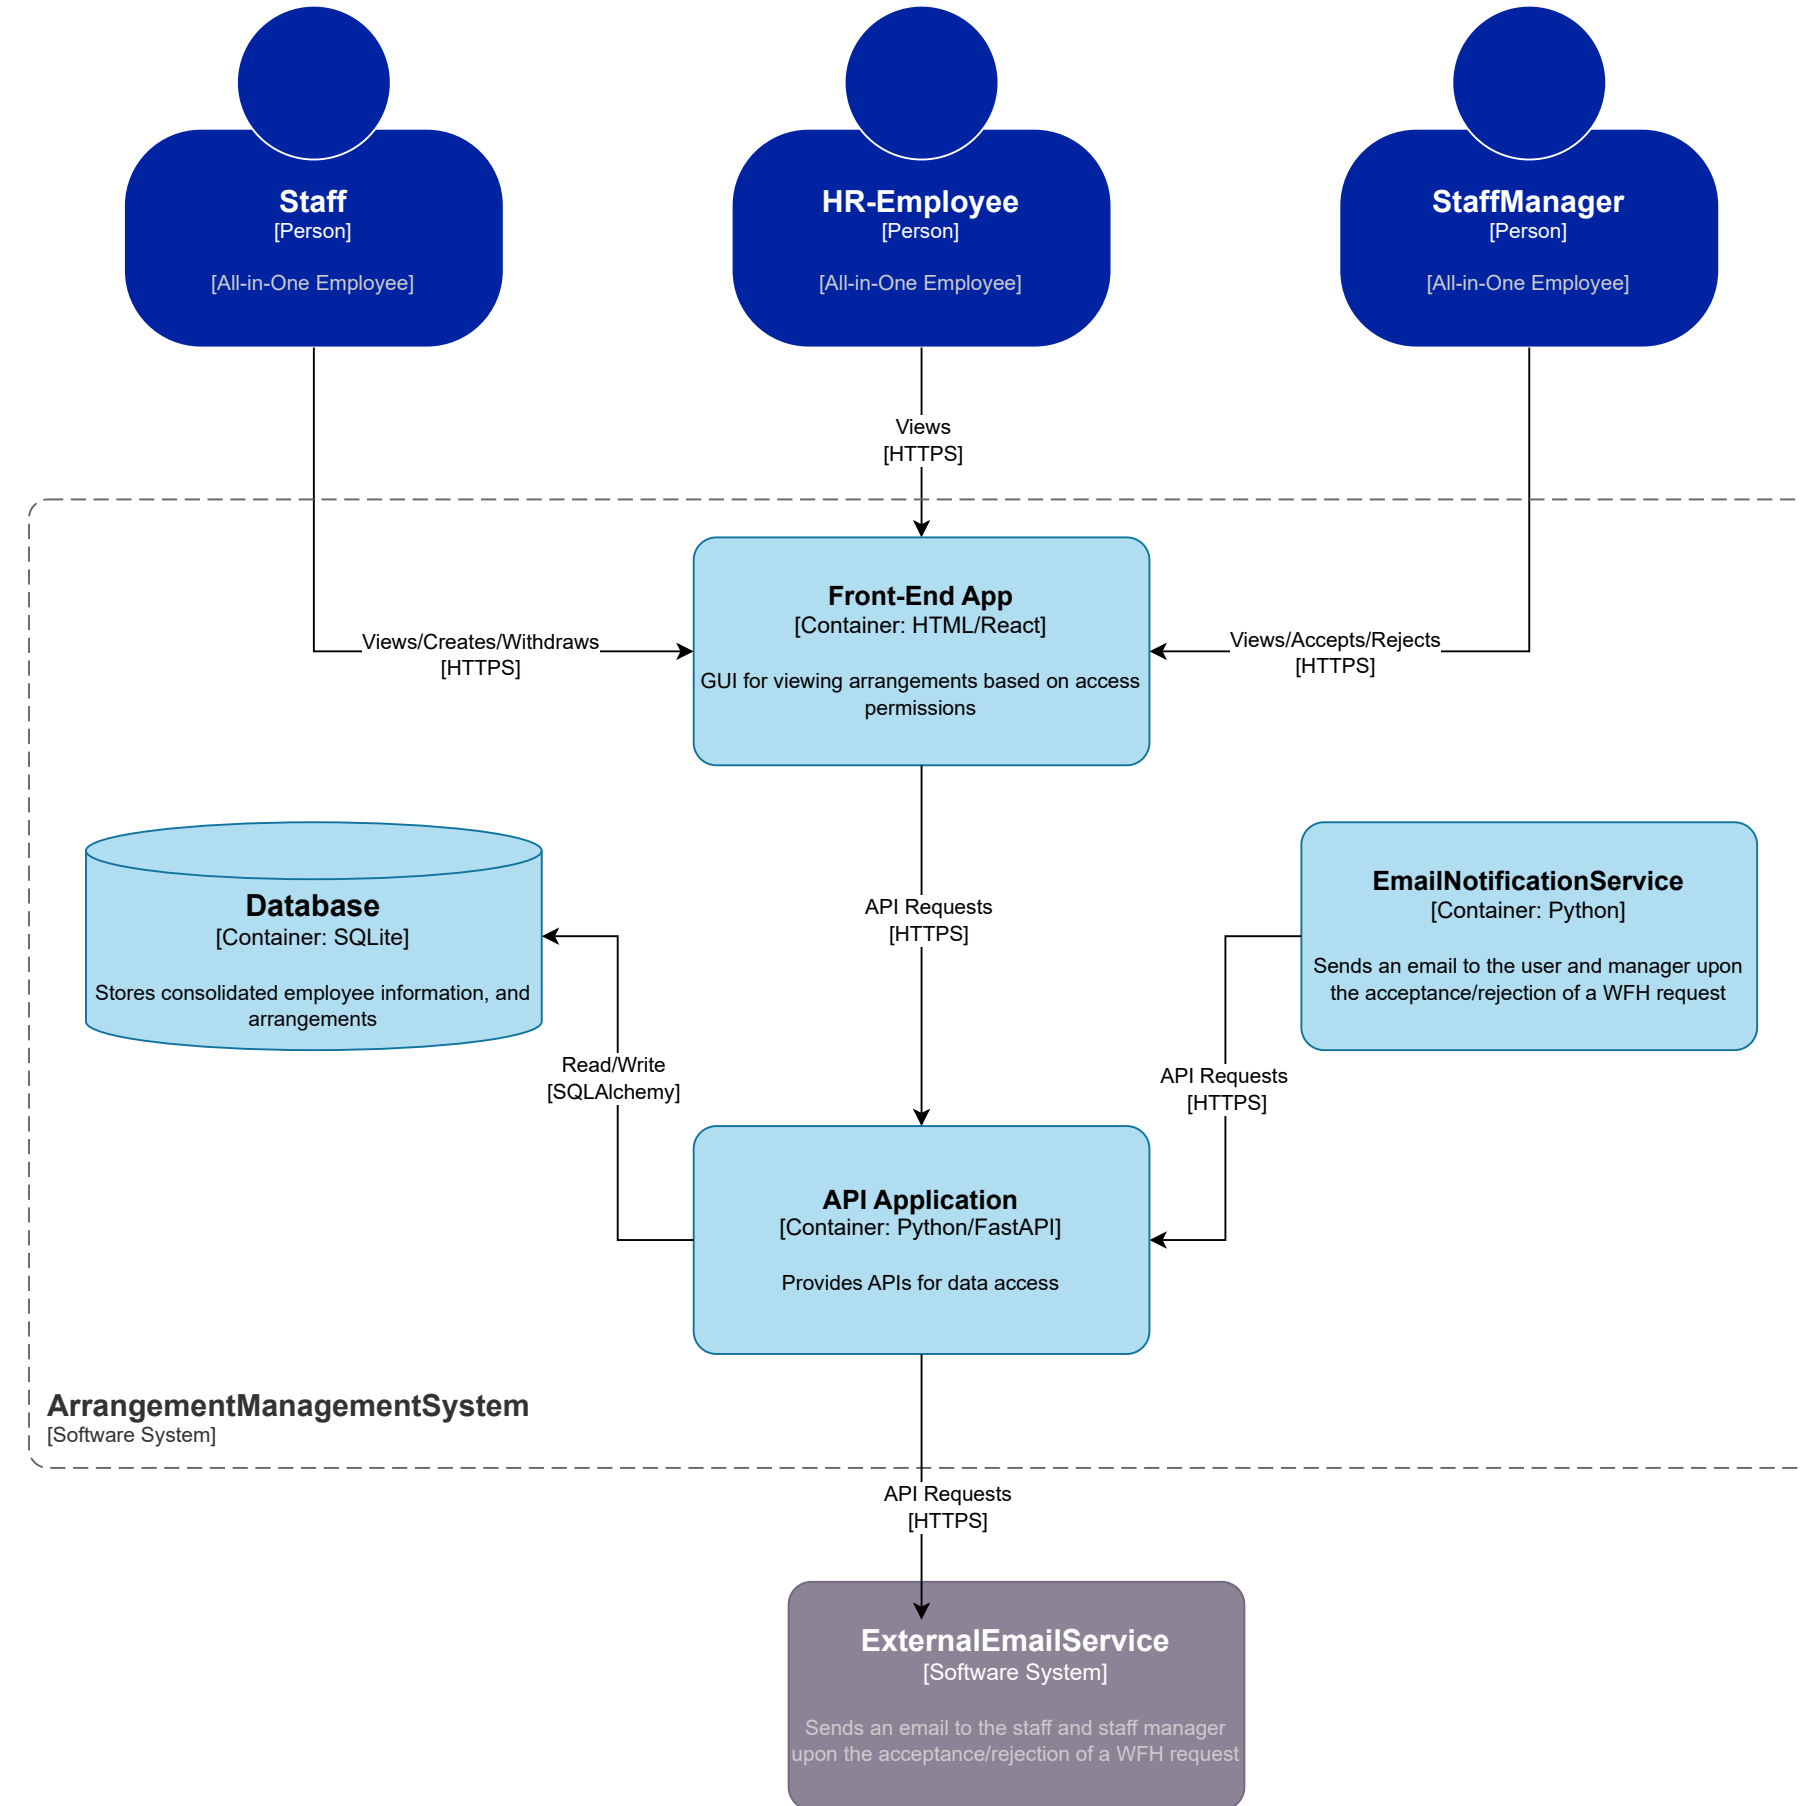 Staff
[Person]
[All-in-One Employee]
HR-Employee
[Person]
[All-in-One Employee]
StaffManager
[Person]
[All-in-One Employee]
Views
[HTTPS]
Views/Creates/Withdraws
[HTTPS]
Front-End App
[Container: HTML/React]
GUI for viewing arrangements based on access
permissions
Views/Accepts/Rejects
[HTTPS]
Database
[Container: SQLite]
Stores consolidated employee information, and
arrangements
API Requests
[HTTPS]
EmailNotificationService
[Container: Python]
Sends an email to the user and manager upon
the acceptance/rejection of a WFH request
Read/Write
[SQLAlchemy]
API Requests
[HTTPS]
API Application
[Container: Python/FastAPI]
Provides APIs for data access
ArrangementManagementSystem
[Software System]
API Requests
[HTTPS]
ExternalEmailService
[Software System]
Sends an email to the staff and staff manager
upon the acceptance/rejection of a WFH request